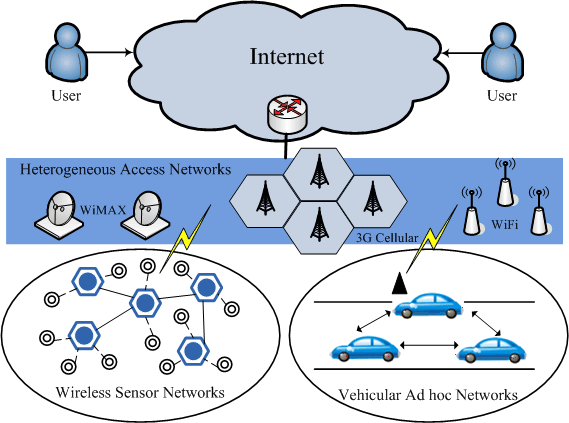 Internet
User
User
Heterogeneous Access Networks
WiMAX
3G Cellular
WiFi
Wireless Sensor Networks
Vehicular Ad hoc Networks